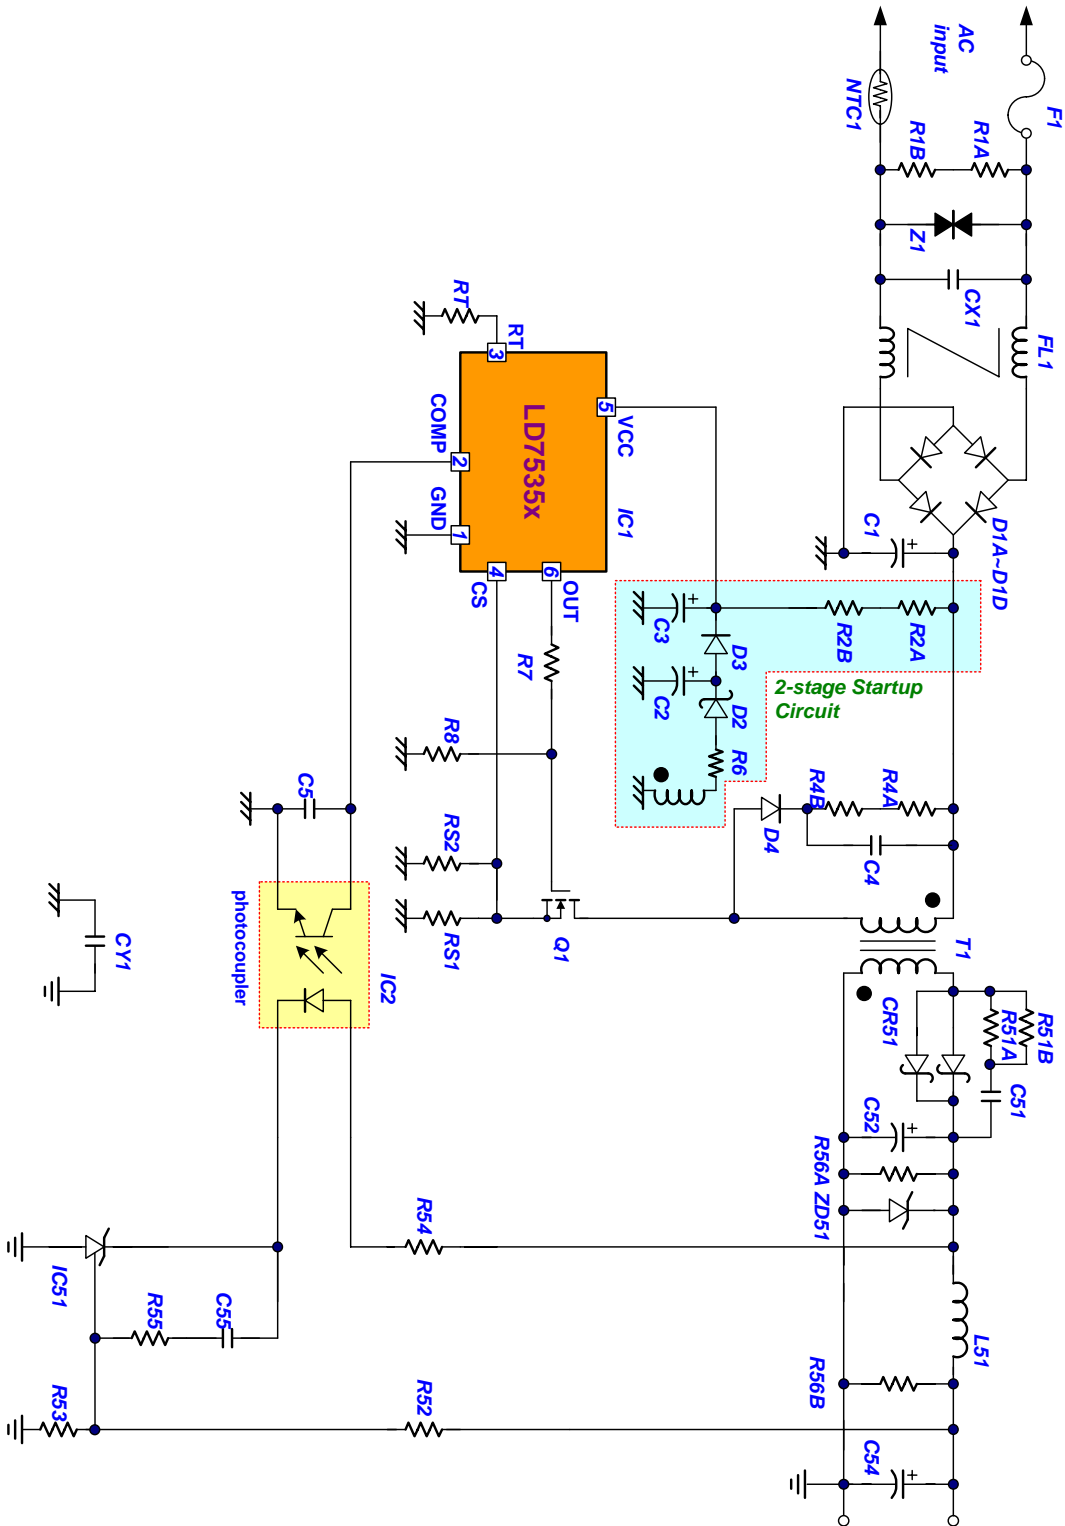 AC
input
F1
NTC1
R1A
R1B
Z1
CX1
FL1
D1A~D1D
C1
R2A
R2B
C3
D3
C2
D2
R6
2-stage Startup
Circuit
R4A
R4B
C4
D4
T1
CR51
R51A
R51B
C51
C52
R56A
ZD51
L51
R56B
C54
RT
RT
3
VCC
5
LD7535x
IC1
COMP
2
GND
1
CS
4
OUT
6
R7
R8
RS2
RS1
Q1
C5
IC2
photocoupler
CY1
R54
IC51
R55
C55
R52
R53